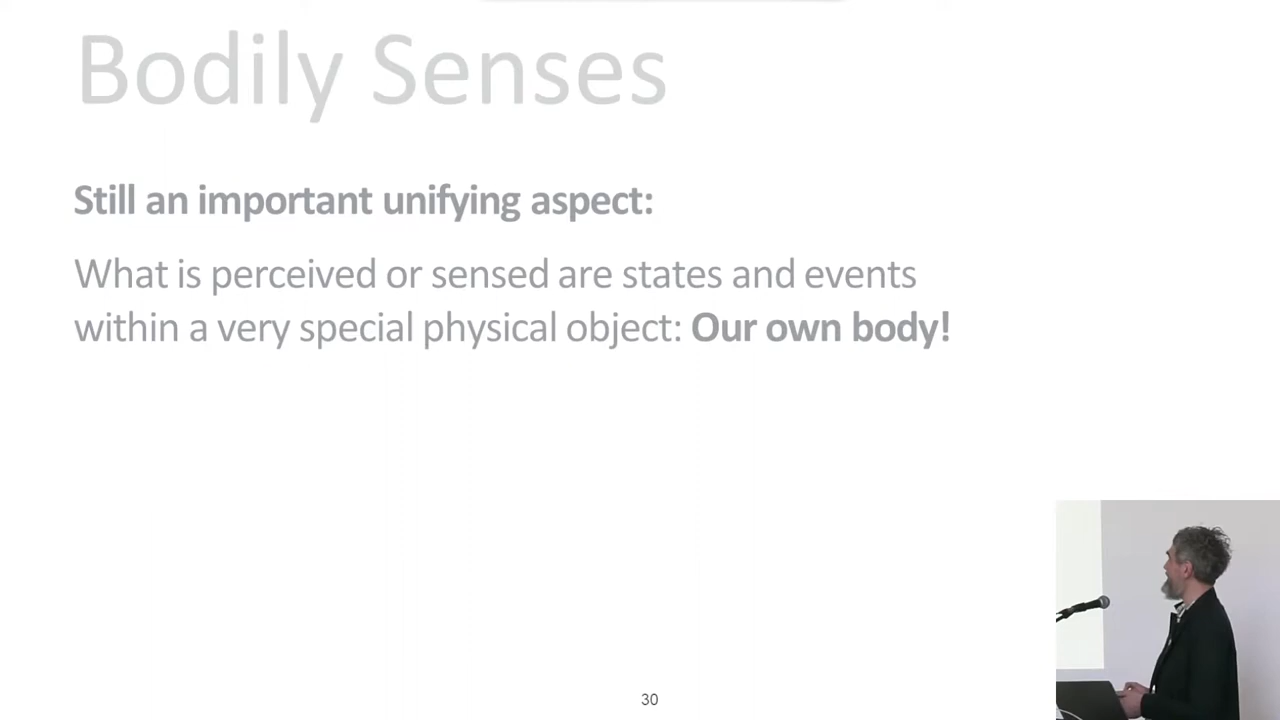 Bodily Senses
Still an important unifying aspect:
What is perceived or sensed are states and events
within a very special physical object: Our own body!
30